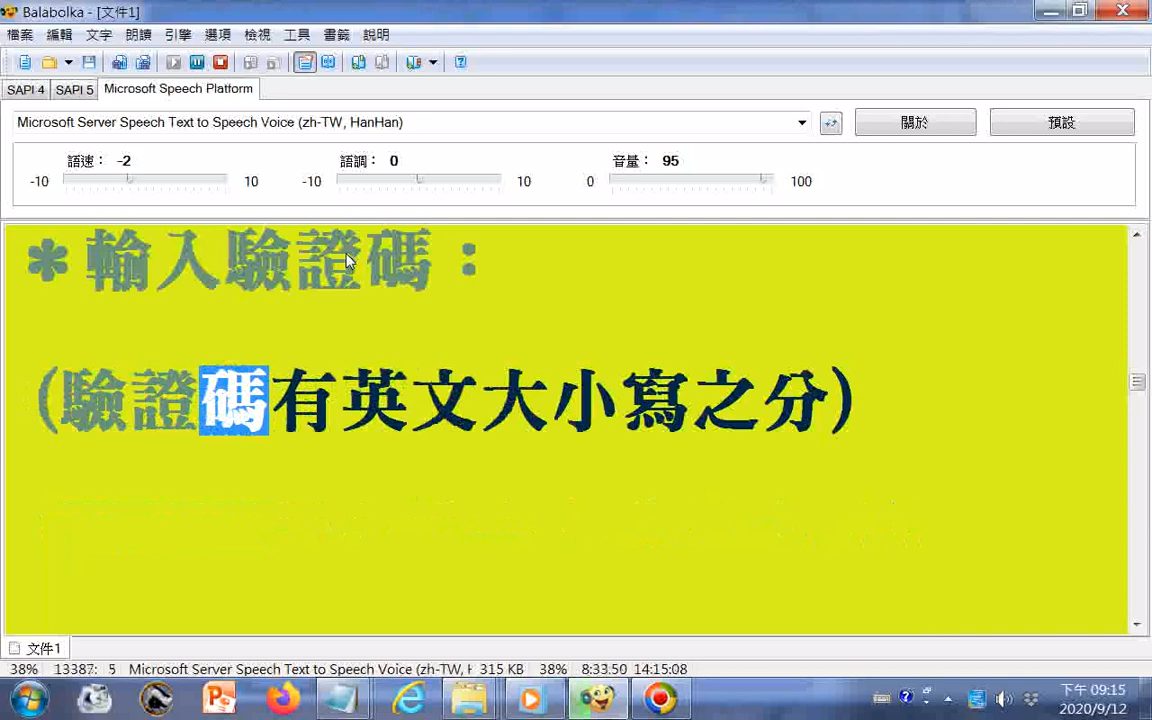 Balabolka - [文件1]
檔案 編輯 文字 朗讀 引擎 選項 檢視 工具 書籤 說明
SAPI 4 SAPI 5 Microsoft Speech Platform
Microsoft Server Speech Text to Speech Voice (zh-TW, HanHan) 關於 預設
語速： -2 語調： 0 音量： 95
-10 10 -10 10 0 100
＊輸入驗證碼：
(驗證碼有英文大小寫之分)
文件1
38% 13387: 5 Microsoft Server Speech Text to Speech Voice (zh-TW, H 315 KB 38% 8:33.50 14:15:08
下午 09:15
2020/9/12